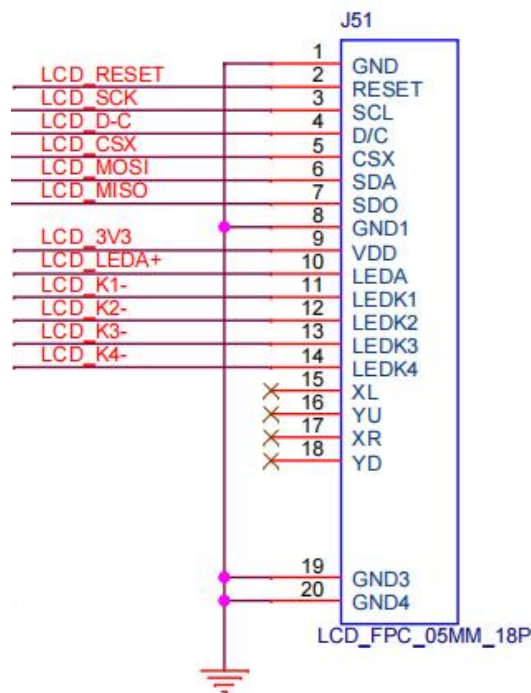 J51
1 GND
LCD_RESET 2 RESET
LCD_SCK 3 SCL
LCD_D-C 4 D/C
LCD_CSX 5 CSX
LCD_MOSI 6 SDA
LCD_MISO 7 SDO
8 GND1
LCD_3V3 9 VDD
LCD_LEDA+ 10 LEDA
LCD_K1- 11 LEDK1
LCD_K2- 12 LEDK2
LCD_K3- 13 LEDK3
LCD_K4- 14 LEDK4
15 XL
16 YU
17 XR
18 YD
19 GND3
20 GND4
LCD_FPC_05MM_18P